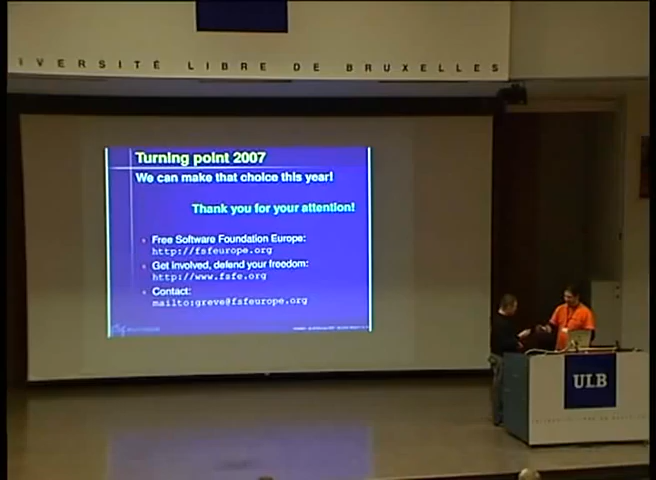 IVERSITÉ LIBRE DE BRUXELLES
Turning point 2007
We can make that choice this year!
Thank you for your attention!
Free Software Foundation Europe:
http://fsfeurope.org
Get involved, defend your freedom:
http://www.fsfe.org
Contact:
mailto:greve@fsfeurope.org
ULB